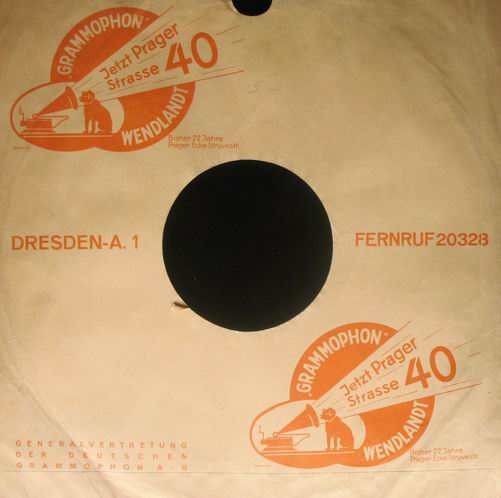 GRAMMOPHON
Jetzt Prager
Strasse 40
WENDLANDT
Bisher 22 Jahre
Prager-Ecke Struvestr.
DRESDEN-A. 1
FERNRUF 20328
GRAMMOPHON
Jetzt Prager
Strasse 40
WENDLANDT
Bisher 22 Jahre
Prager-Ecke Struvestr.
GENERALVERTRETUNG
DER DEUTSCHEN
GRAMMOPHON A-G